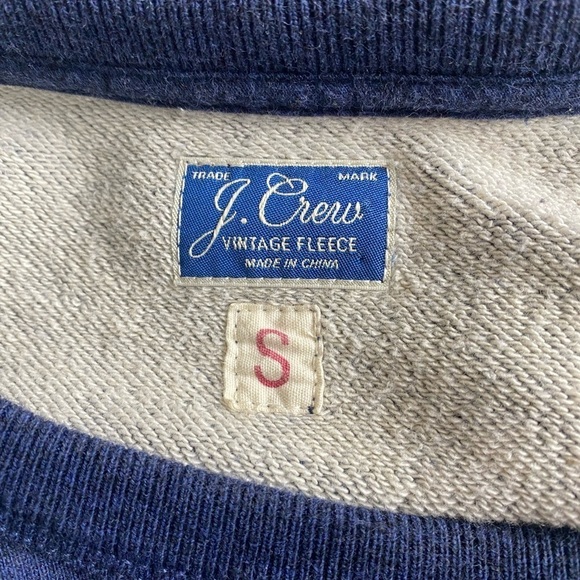 TRADE MARK
J. Crew
VINTAGE FLEECE
MADE IN CHINA
S